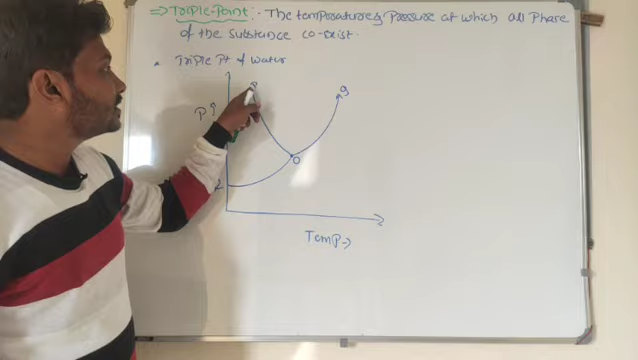 ⇒ Triple-Point :- The temperature & Pressure at which all Phase
of the substance co-exist.
• Triple Pt of water
P↑
O
Temp→